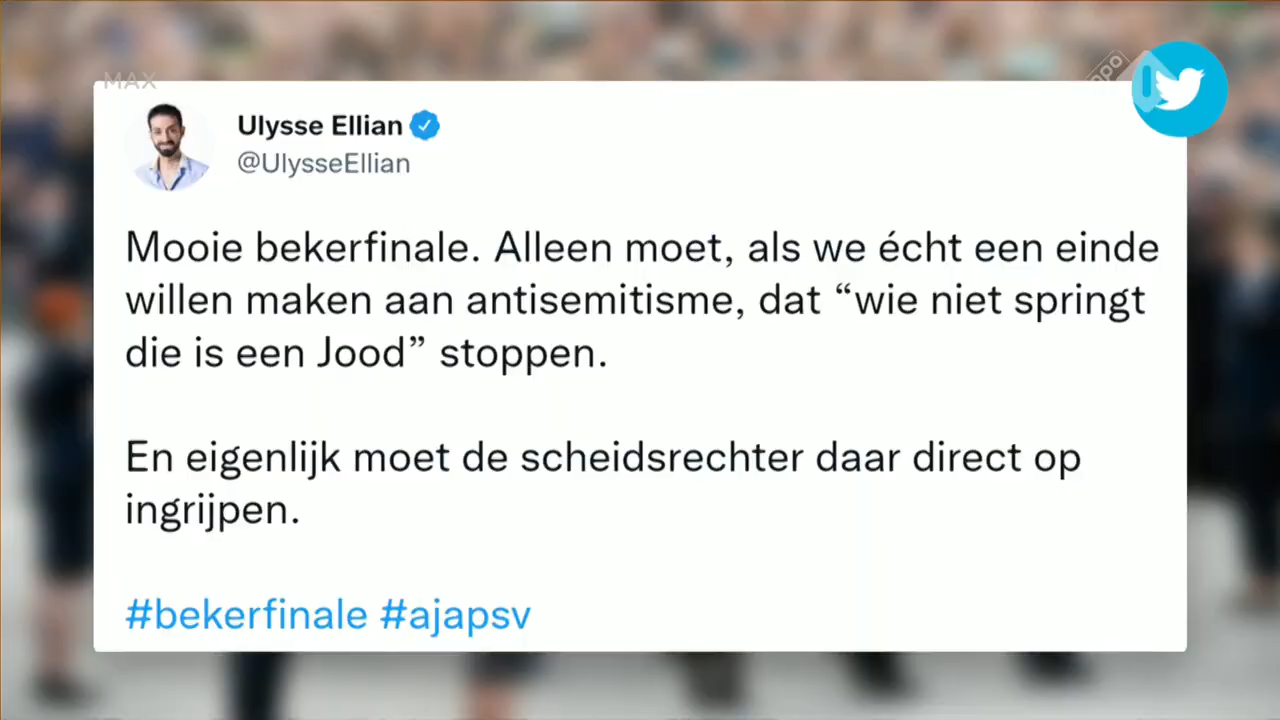 MAX
npo
Ulysse Ellian
@UlysseEllian
Mooie bekerfinale. Alleen moet, als we écht een einde
willen maken aan antisemitisme, dat “wie niet springt
die is een Jood” stoppen.
En eigenlijk moet de scheidsrechter daar direct op
ingrijpen.
#bekerfinale #ajapsv